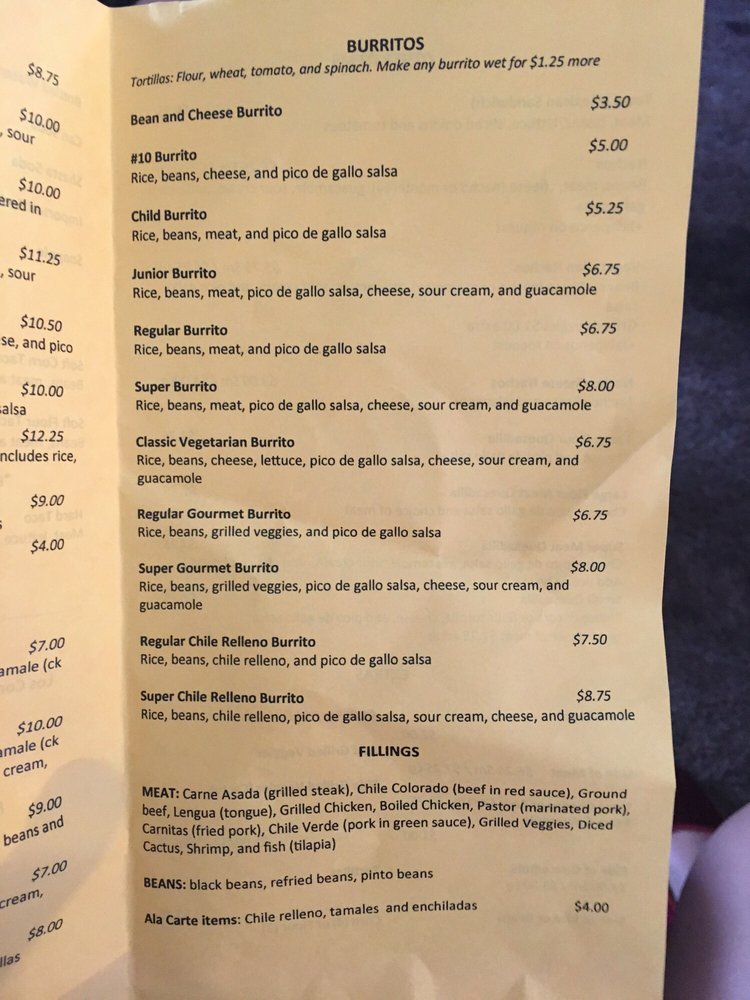 $8.75
$10.00
, sour
$10.00
ered in
$11.25
, sour
$10.50
se, and pico
$10.00
salsa
$12.25
ncludes rice,
$9.00
s
$4.00
$7.00
amale (ck
$10.00
amale (ck
cream,
$9.00
beans and
$7.00
cream,
$8.00
llas
BURRITOS
Tortillas: Flour, wheat, tomato, and spinach. Make any burrito wet for $1.25 more
Bean and Cheese Burrito $3.50
#10 Burrito $5.00
Rice, beans, cheese, and pico de gallo salsa
Child Burrito $5.25
Rice, beans, meat, and pico de gallo salsa
Junior Burrito $6.75
Rice, beans, meat, pico de gallo salsa, cheese, sour cream, and guacamole
Regular Burrito $6.75
Rice, beans, meat, and pico de gallo salsa
Super Burrito $8.00
Rice, beans, meat, pico de gallo salsa, cheese, sour cream, and guacamole
Classic Vegetarian Burrito $6.75
Rice, beans, cheese, lettuce, pico de gallo salsa, cheese, sour cream, and
guacamole
Regular Gourmet Burrito $6.75
Rice, beans, grilled veggies, and pico de gallo salsa
Super Gourmet Burrito $8.00
Rice, beans, grilled veggies, pico de gallo salsa, cheese, sour cream, and
guacamole
Regular Chile Relleno Burrito $7.50
Rice, beans, chile relleno, and pico de gallo salsa
Super Chile Relleno Burrito $8.75
Rice, beans, chile relleno, pico de gallo salsa, sour cream, cheese, and guacamole
FILLINGS
MEAT: Carne Asada (grilled steak), Chile Colorado (beef in red sauce), Ground
beef, Lengua (tongue), Grilled Chicken, Boiled Chicken, Pastor (marinated pork),
Carnitas (fried pork), Chile Verde (pork in green sauce), Grilled Veggies, Diced
Cactus, Shrimp, and fish (tilapia)
BEANS: black beans, refried beans, pinto beans
Ala Carte items: Chile relleno, tamales and enchiladas $4.00